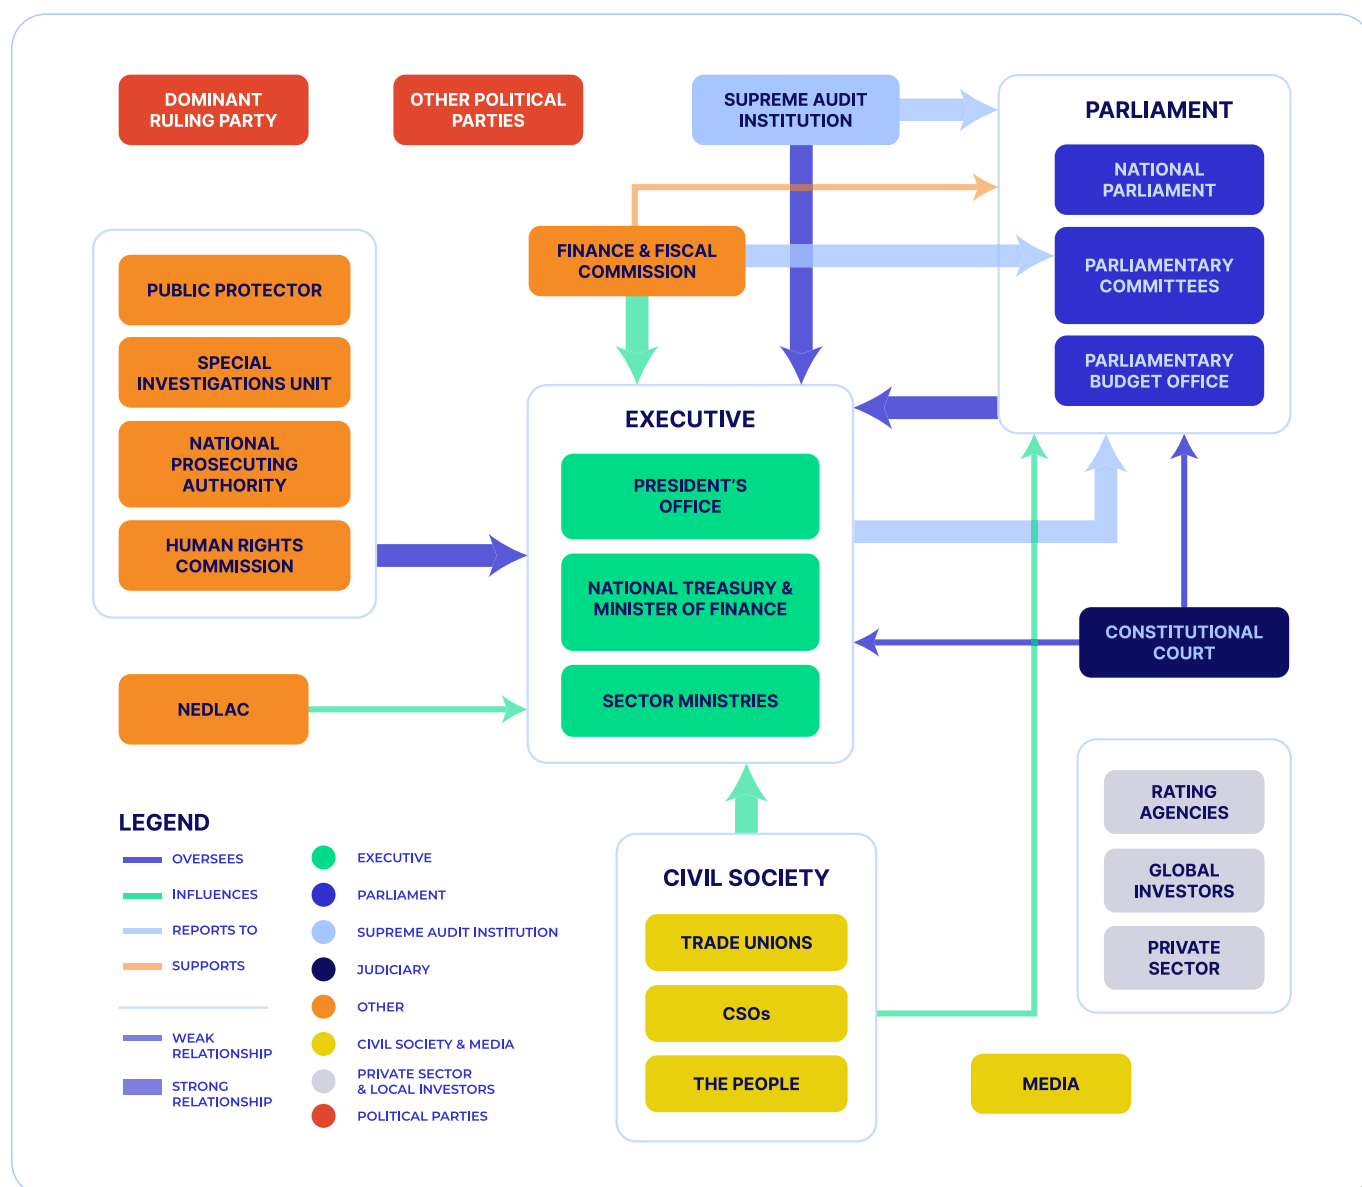 DOMINANT
RULING PARTY
OTHER POLITICAL
PARTIES
SUPREME AUDIT
INSTITUTION
PARLIAMENT
NATIONAL
PARLIAMENT
PARLIAMENTARY
COMMITTEES
PARLIAMENTARY
BUDGET OFFICE
FINANCE & FISCAL
COMMISSION
PUBLIC PROTECTOR
SPECIAL
INVESTIGATIONS UNIT
NATIONAL
PROSECUTING
AUTHORITY
HUMAN RIGHTS
COMMISSION
EXECUTIVE
PRESIDENT’S
OFFICE
NATIONAL TREASURY &
MINISTER OF FINANCE
SECTOR MINISTRIES
CONSTITUTIONAL
COURT
NEDLAC
RATING
AGENCIES
GLOBAL
INVESTORS
PRIVATE
SECTOR
CIVIL SOCIETY
TRADE UNIONS
CSOs
THE PEOPLE
MEDIA
LEGEND
OVERSEES
INFLUENCES
REPORTS TO
SUPPORTS
WEAK
RELATIONSHIP
STRONG
RELATIONSHIP
EXECUTIVE
PARLIAMENT
SUPREME AUDIT INSTITUTION
JUDICIARY
OTHER
CIVIL SOCIETY & MEDIA
PRIVATE SECTOR
& LOCAL INVESTORS
POLITICAL PARTIES